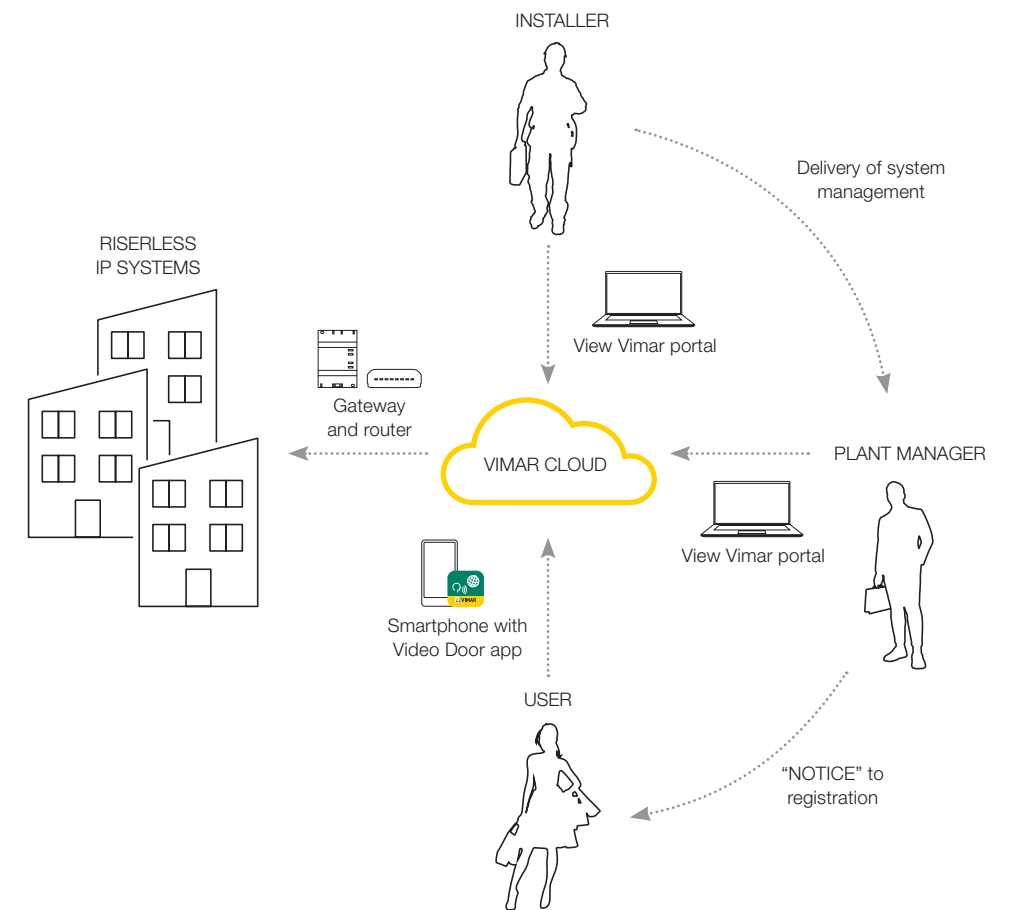 INSTALLER
Delivery of system
management
RISERLESS
IP SYSTEMS
View Vimar portal
Gateway
and router
VIMAR CLOUD
PLANT MANAGER
View Vimar portal
VIMAR
Smartphone with
Video Door app
USER
“NOTICE” to
registration